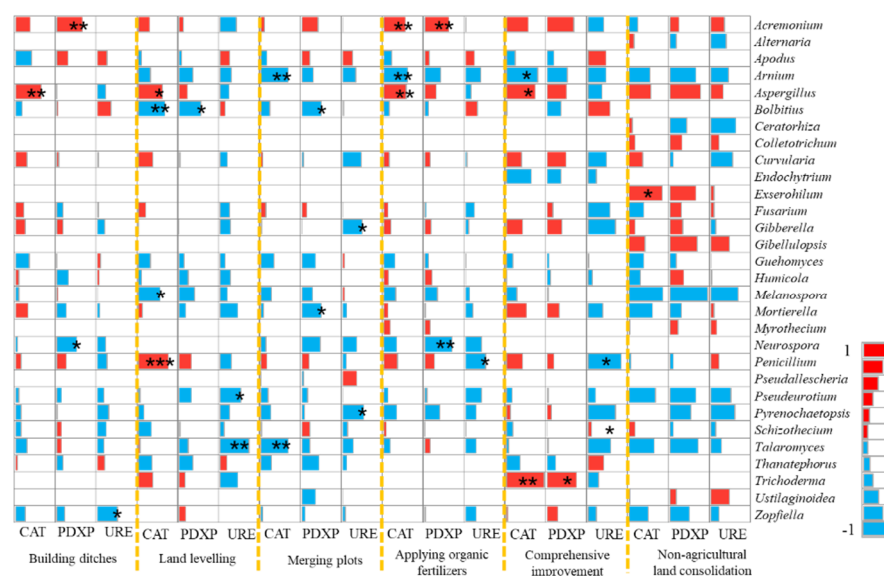 Acremonium
Alternaria
Apodus
Arnium
Aspergillus
Bolbitius
Ceratorhiza
Colletotrichum
Curvularia
Endochytrium
Exserohilum
Fusarium
Gibberella
Gibellulopsis
Guehomyces
Humicola
Melanospora
Mortierella
Myrothecium
Neurospora
Penicillium
Pseudallescheria
Pseudeurotium
Pyrenochaetopsis
Schizothecium
Talaromyces
Thanatephorus
Trichoderma
Ustilaginoidea
Zopfiella
1
-1
CAT PDXP URE CAT PDXP URE CAT PDXP URE CAT PDXP URE CAT PDXP URE CAT PDXP URE
Building ditches Land levelling Merging plots Applying organic Comprehensive Non-agricultural
fertilizers improvement land consolidation